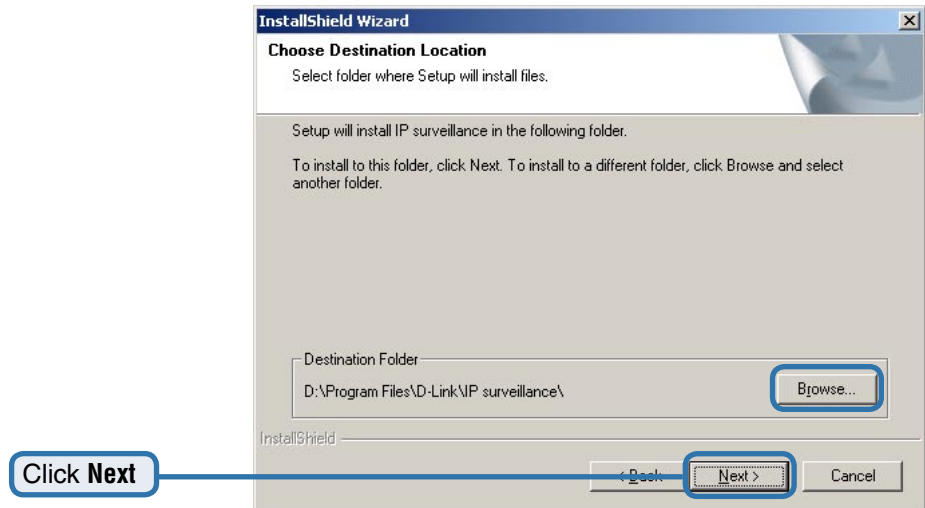 InstallShield Wizard
Choose Destination Location
Select folder where Setup will install files.
Setup will install IP surveillance in the following folder.
To install to this folder, click Next. To install to a different folder, click Browse and select
another folder.
Destination Folder
D:\Program Files\D-Link\IP surveillance\
Browse...
InstallShield
Click Next
< Back
Next >
Cancel